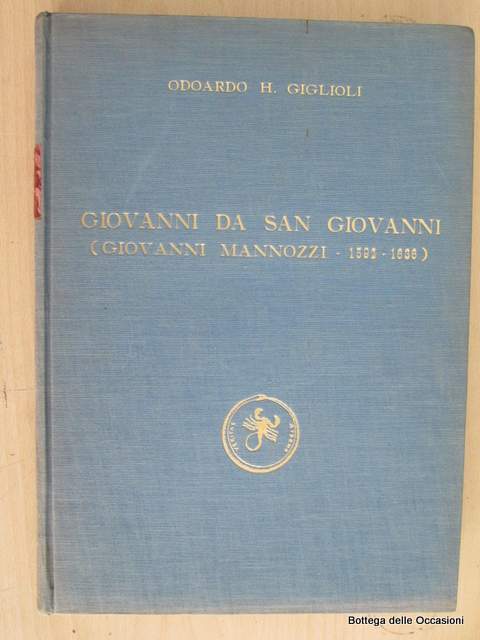 ODOARDO H. GIGLIOLI
GIOVANNI DA SAN GIOVANNI
(GIOVANNI MANNOZZI - 1592 - 1636)
Bottega delle Occasioni